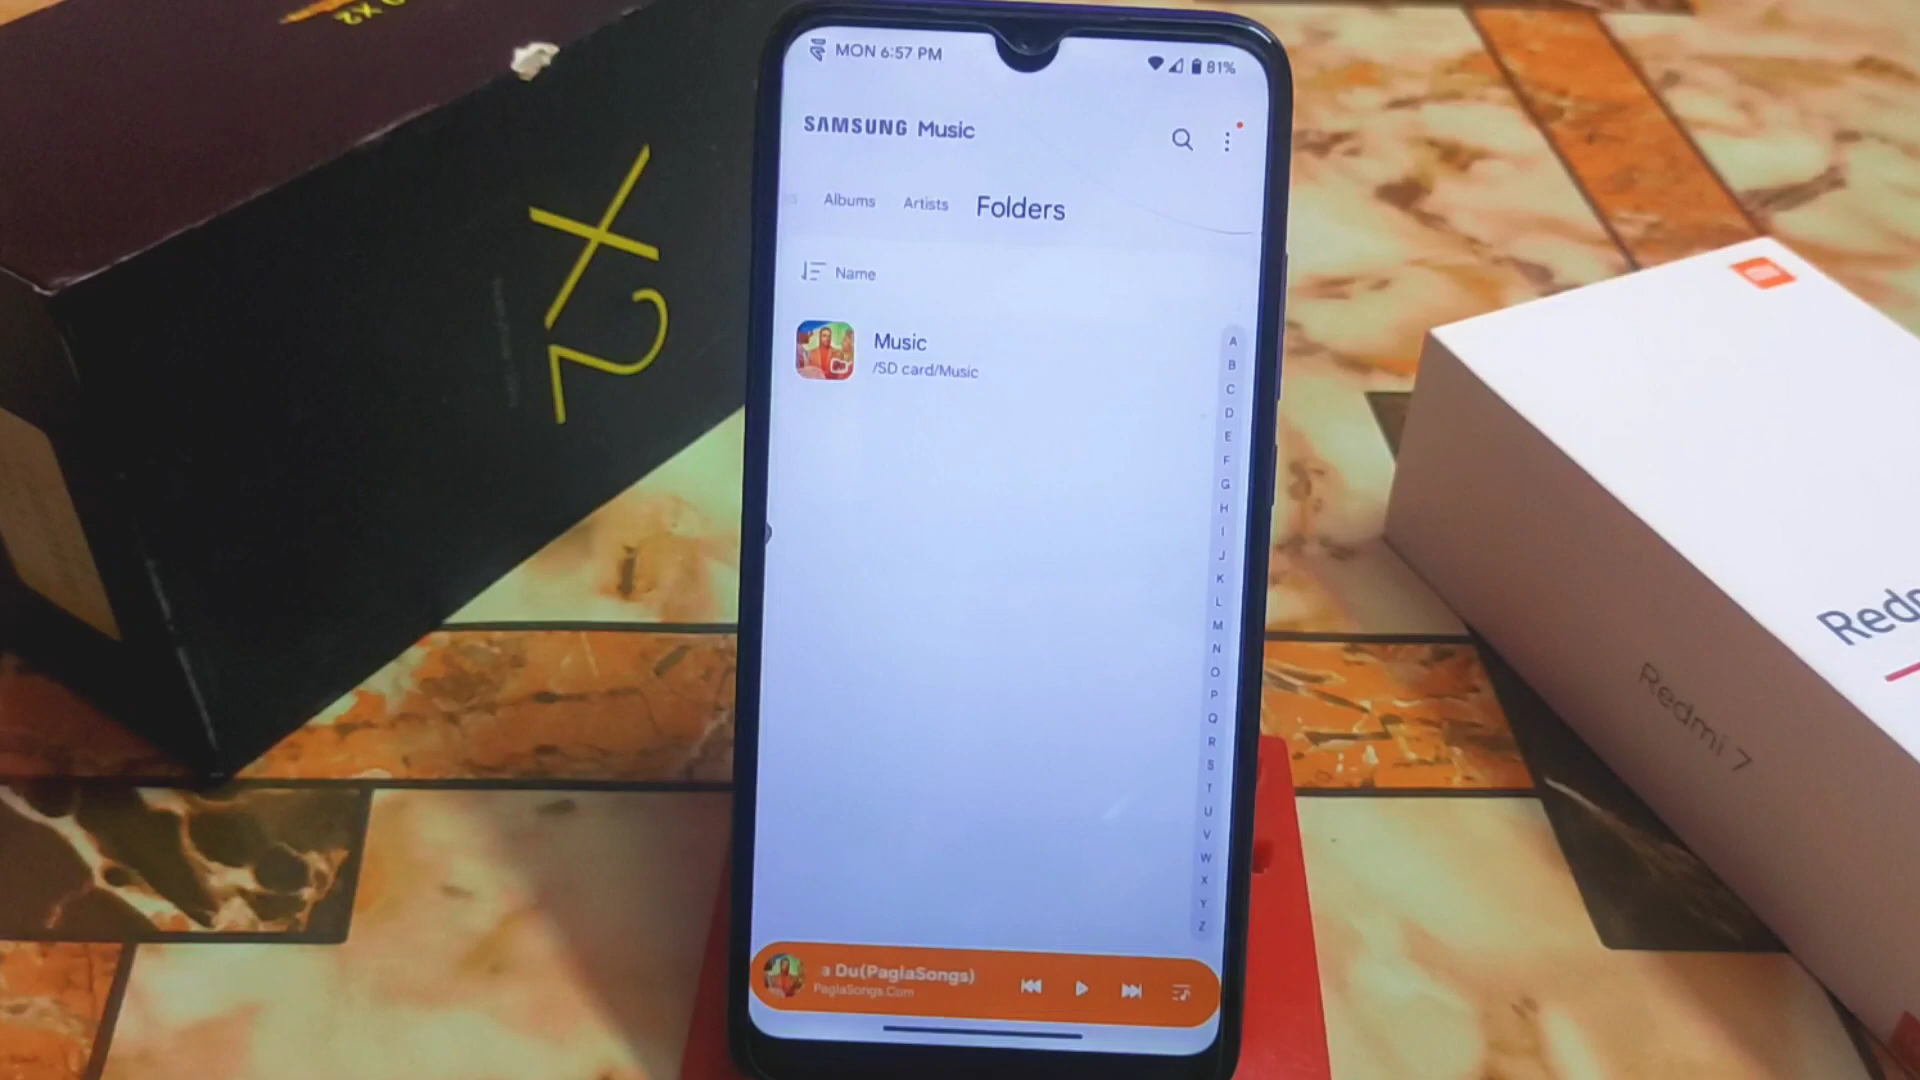 X2
X2
MON 6:57 PM
81%
SAMSUNG Music
Albums Artists Folders
Name
Music
/SD card/Music
A
B
C
D
E
F
G
H
I
J
K
L
M
N
O
P
Q
R
S
T
U
V
W
X
Y
Z
a Du(PaglaSongs)
PaglaSongs.Com
Redmi 7